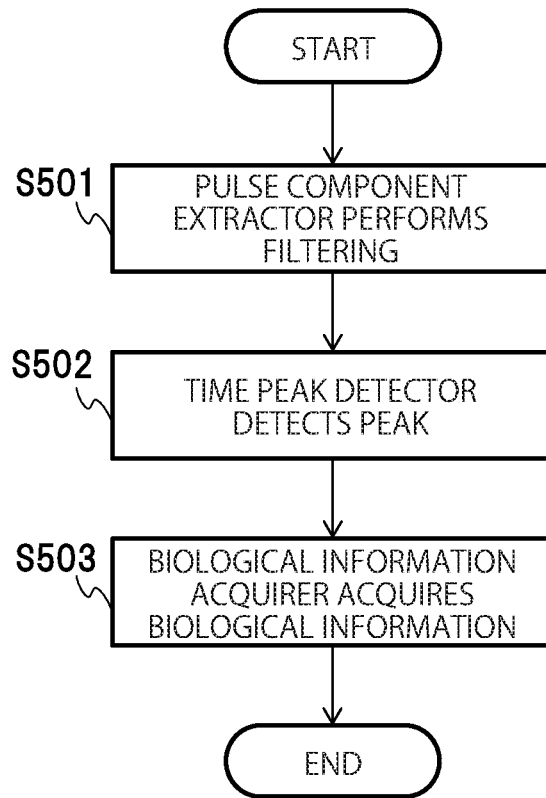 START
S501
PULSE COMPONENT
EXTRACTOR PERFORMS
FILTERING
S502
TIME PEAK DETECTOR
DETECTS PEAK
S503
BIOLOGICAL INFORMATION
ACQUIRER ACQUIRES
BIOLOGICAL INFORMATION
END